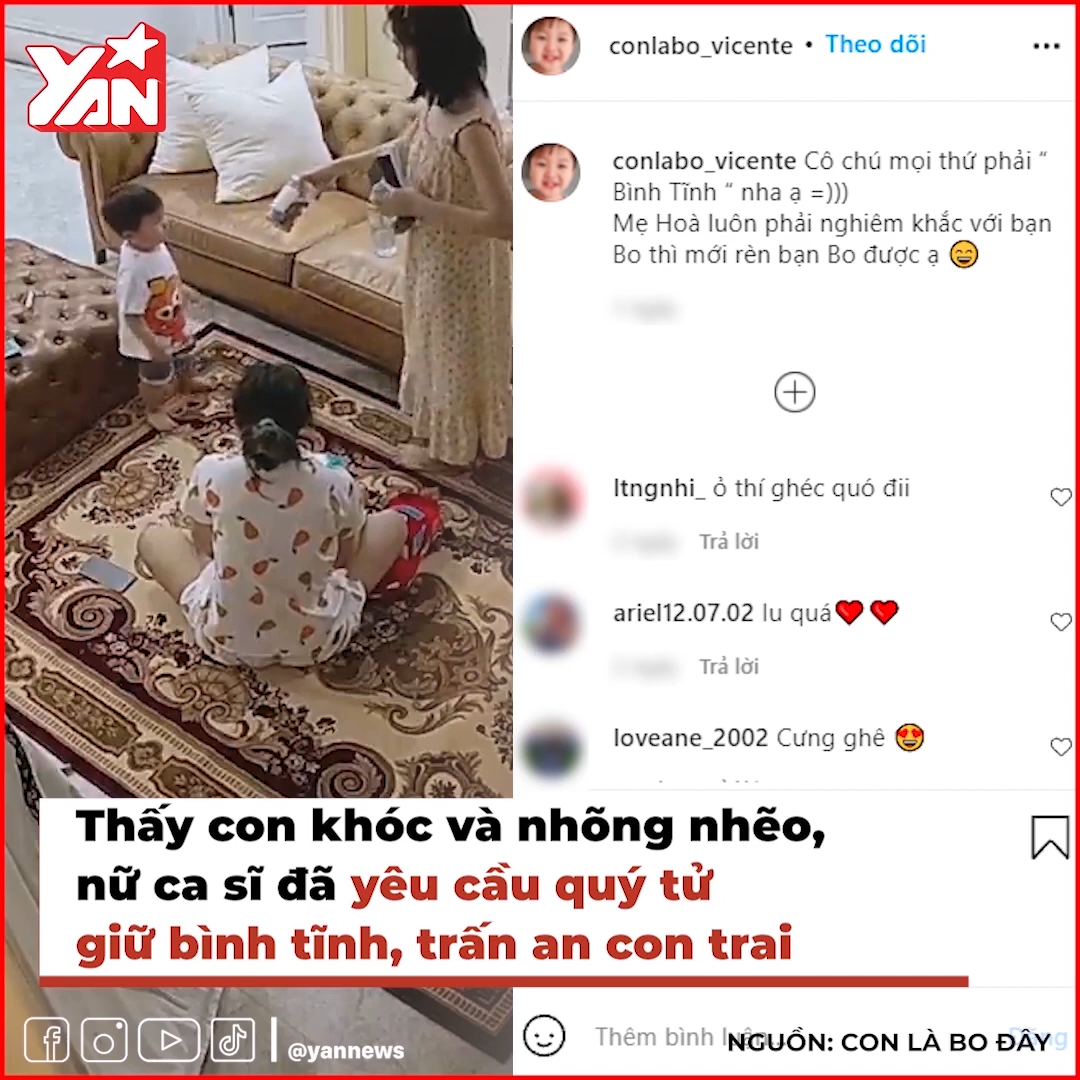 YAN
conlabo_vicente • Theo dõi
conlabo_vicente Cô chú mọi thứ phải “
Bình Tĩnh “ nha ạ =)))
Mẹ Hoà luôn phải nghiêm khắc với bạn
Bo thì mới rèn bạn Bo được ạ 😄
ltngnhi_ ỏ thí ghéc quó đii
Trả lời
ariel12.07.02 lu quá❤️ ❤️
Trả lời
loveane_2002 Cưng ghê 😍
Thấy con khóc và nhõng nhẽo,
nữ ca sĩ đã yêu cầu quý tử
giữ bình tĩnh, trấn an con trai
@yannews
Thêm bình luận...
Đăng
NGUỒN: CON LÀ BO ĐÂY